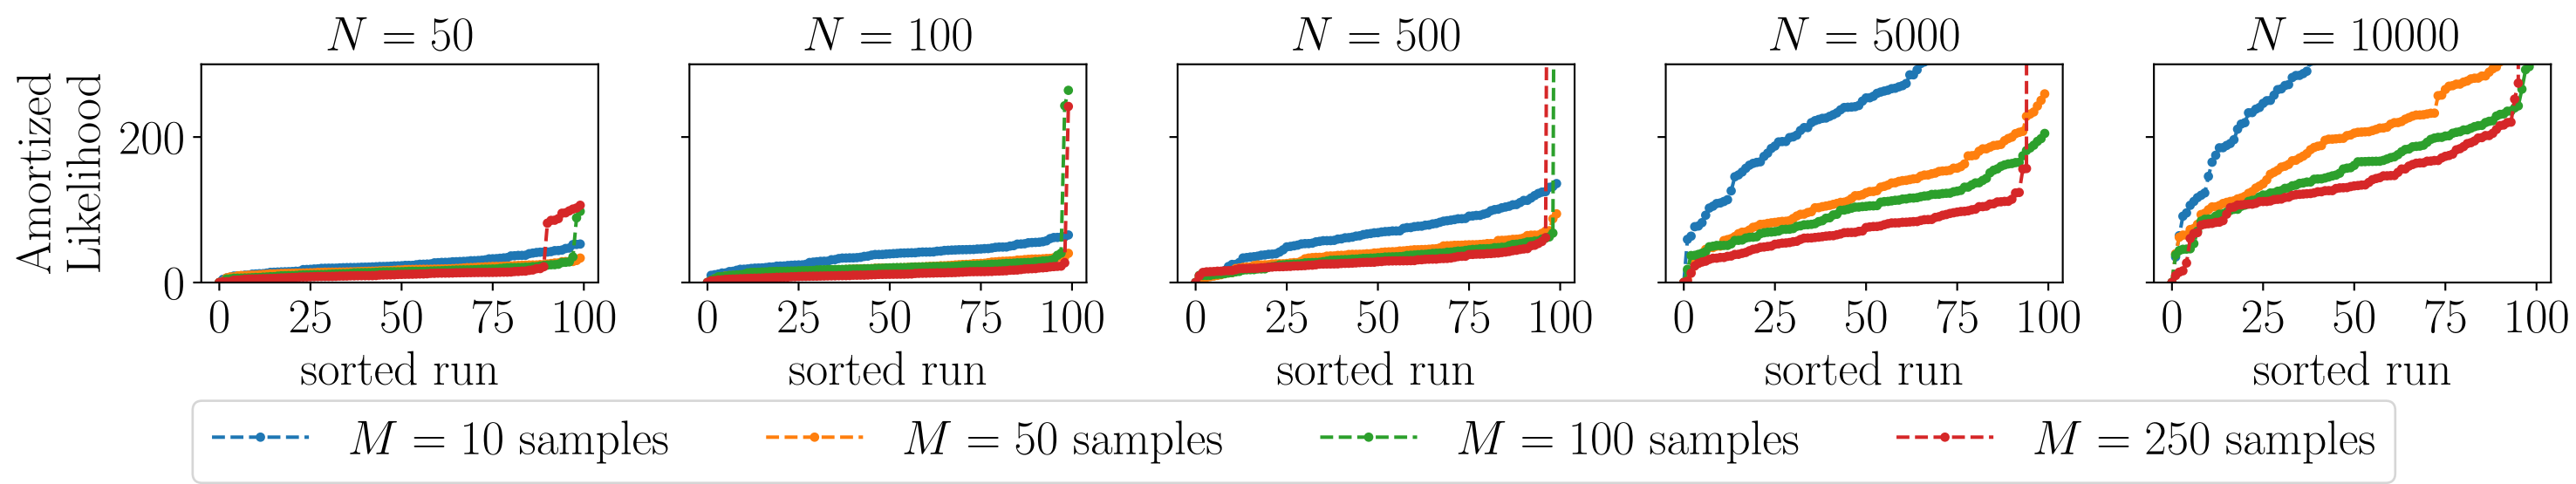 N = 50
N = 100
N = 500
N = 5000
N = 10000
Amortized
Likelihood
200
0
0 25 50 75 100
0 25 50 75 100
0 25 50 75 100
0 25 50 75 100
0 25 50 75 100
sorted run
sorted run
sorted run
sorted run
sorted run
M = 10 samples
M = 50 samples
M = 100 samples
M = 250 samples